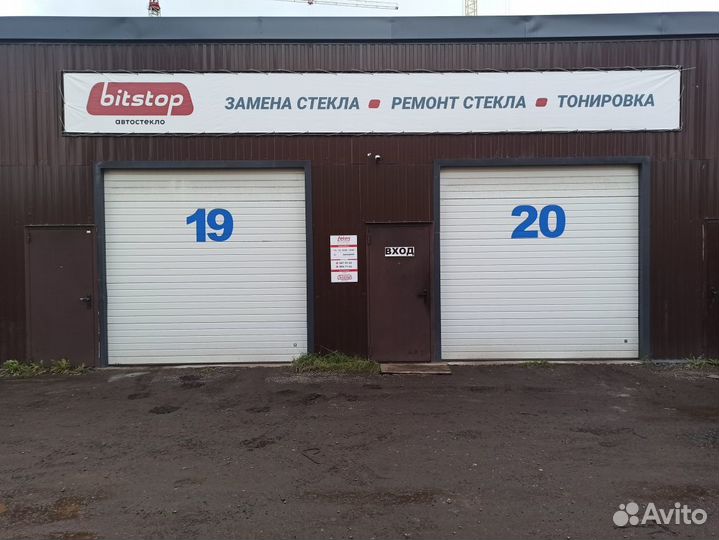 bitstop
автостекло
ЗАМЕНА СТЕКЛА РЕМОНТ СТЕКЛА ТОНИРОВКА
19
20
ВХОД
Avito